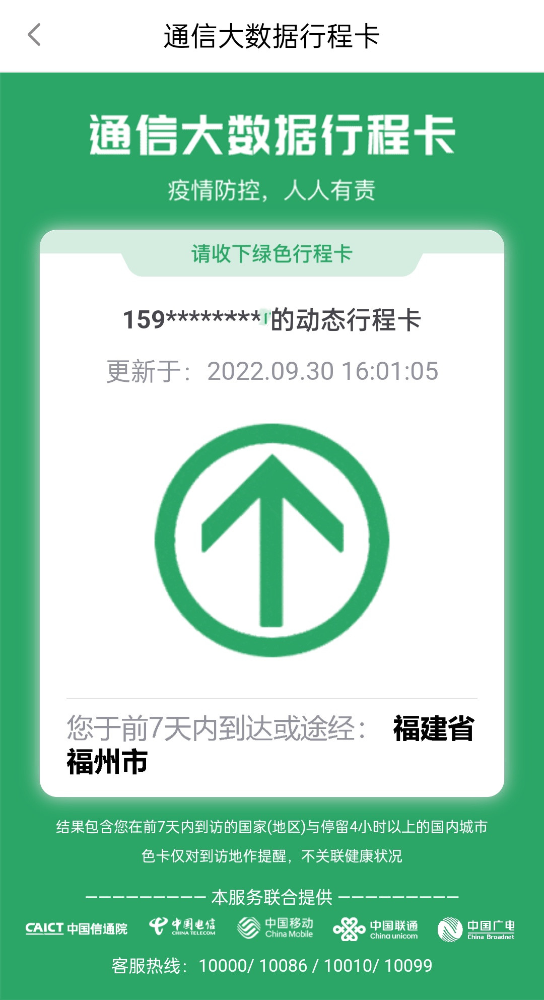 通信大数据行程卡
通信大数据行程卡
疫情防控，人人有责
请收下绿色行程卡
159********的动态行程卡
更新于：2022.09.30 16:01:05
您于前7天内到达或途经：福建省
福州市
结果包含您在前7天内到访的国家(地区)与停留4小时以上的国内城市
色卡仅对到访地作提醒，不关联健康状况
————————— 本服务联合提供 —————————
CAICT 中国信通院 中国电信 CHINA TELECOM 中国移动 China Mobile 中国联通 China unicom 中国广电 China Broadnet
客服热线：10000/ 10086 / 10010/ 10099